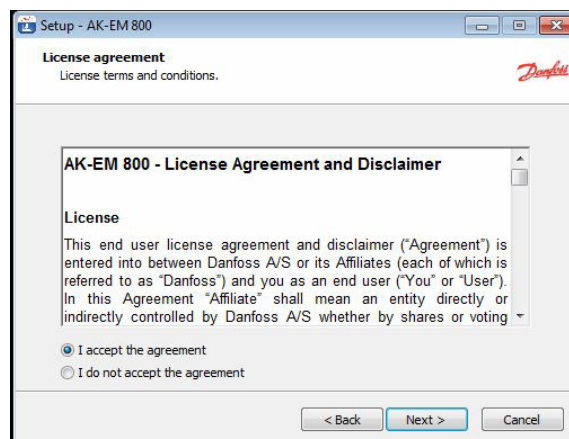 Setup - AK-EM 800
License agreement
License terms and conditions.
Danfoss
AK-EM 800 - License Agreement and Disclaimer
License
This end user license agreement and disclaimer (“Agreement”) is
entered into between Danfoss A/S or its Affiliates (each of which is
referred to as “Danfoss”) and you as an end user (“You” or “User”).
In this Agreement “Affiliate” shall mean an entity directly or
indirectly controlled by Danfoss A/S whether by shares or voting
I accept the agreement
I do not accept the agreement
< Back
Next >
Cancel